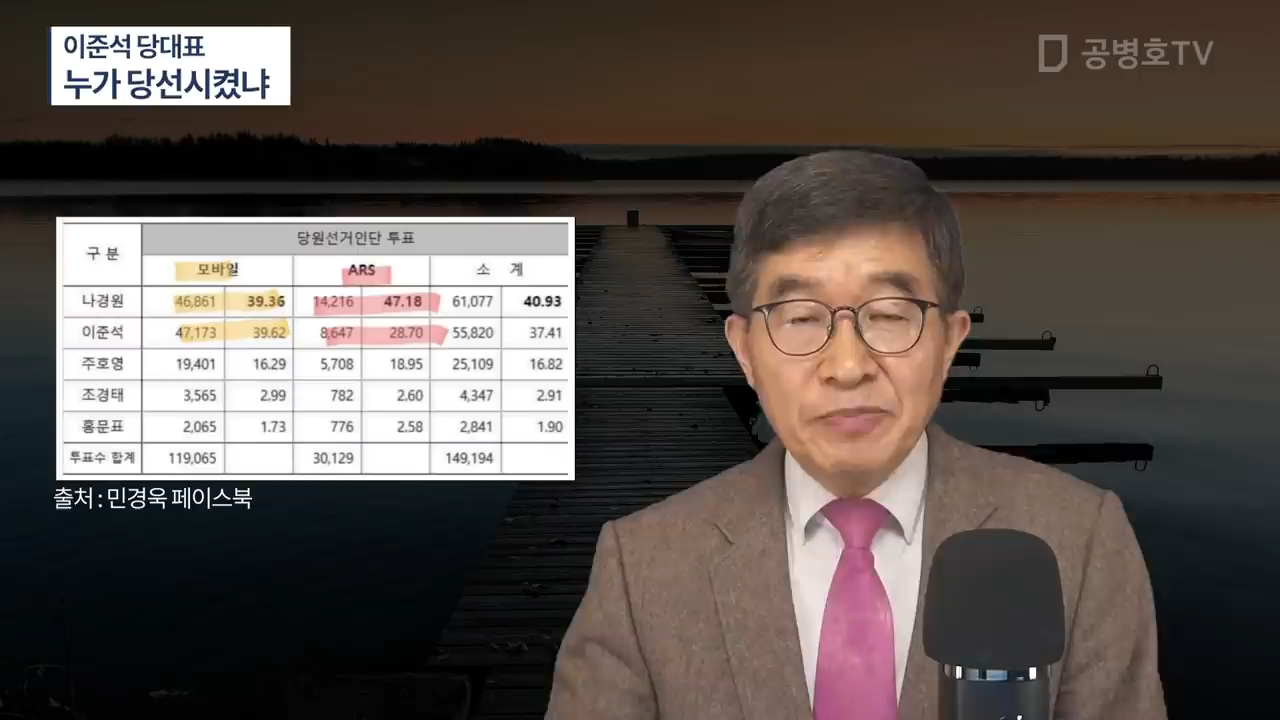 이준석 당대표
누가 당선시켰냐
공병호TV
구 분 당원선거인단 투표
모바일 ARS 소 계
나경원 46,861 39.36 14,216 47.18 61,077 40.93
이준석 47,173 39.62 8,647 28.70 55,820 37.41
주호영 19,401 16.29 5,708 18.95 25,109 16.82
조경태 3,565 2.99 782 2.60 4,347 2.91
홍문표 2,065 1.73 776 2.58 2,841 1.90
투표수 합계 119,065 30,129 149,194
출처 : 민경욱 페이스북